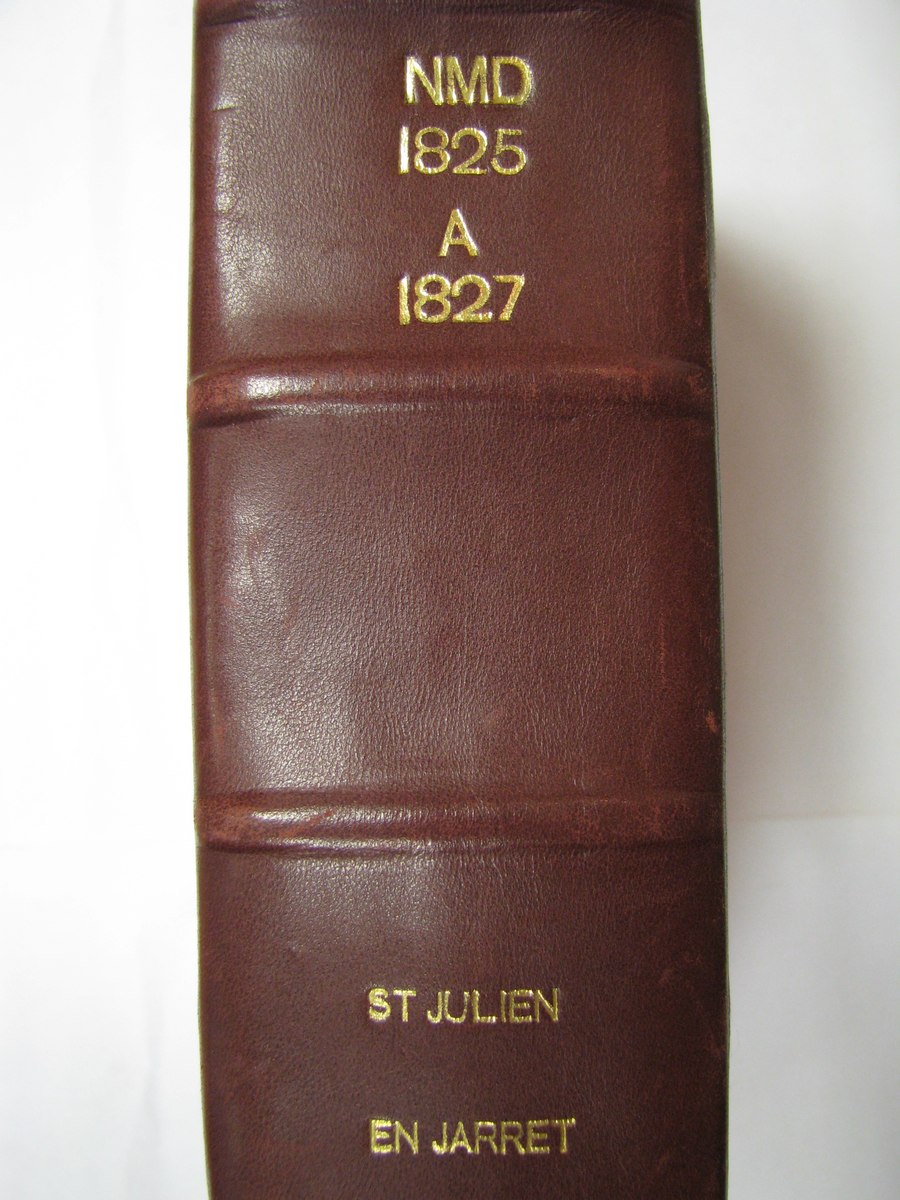 NMD
1825
A
1827
ST JULIEN
EN JARRET